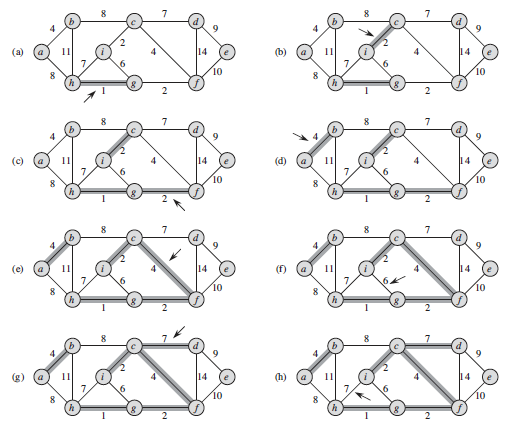 8 7
b c d
4 9
2
(a) a 11 i 4 14 e
7 6
8 10
h g f
1 2
8 7
b c d
4 9
2
(b) a 11 i 4 14 e
7 6
8 10
h g f
1 2
8 7
b c d
4 9
2
(c) a 11 i 4 14 e
7 6
8 10
h g f
1 2
8 7
b c d
4 9
2
(d) a 11 i 4 14 e
7 6
8 10
h g f
1 2
8 7
b c d
4 9
2
(e) a 11 i 4 14 e
7 6
8 10
h g f
1 2
8 7
b c d
4 9
2
(f) a 11 i 4 14 e
7 6
8 10
h g f
1 2
8 7
b c d
4 9
2
(g) a 11 i 4 14 e
7 6
8 10
h g f
1 2
8 7
b c d
4 9
2
(h) a 11 i 4 14 e
7 6
8 10
h g f
1 2